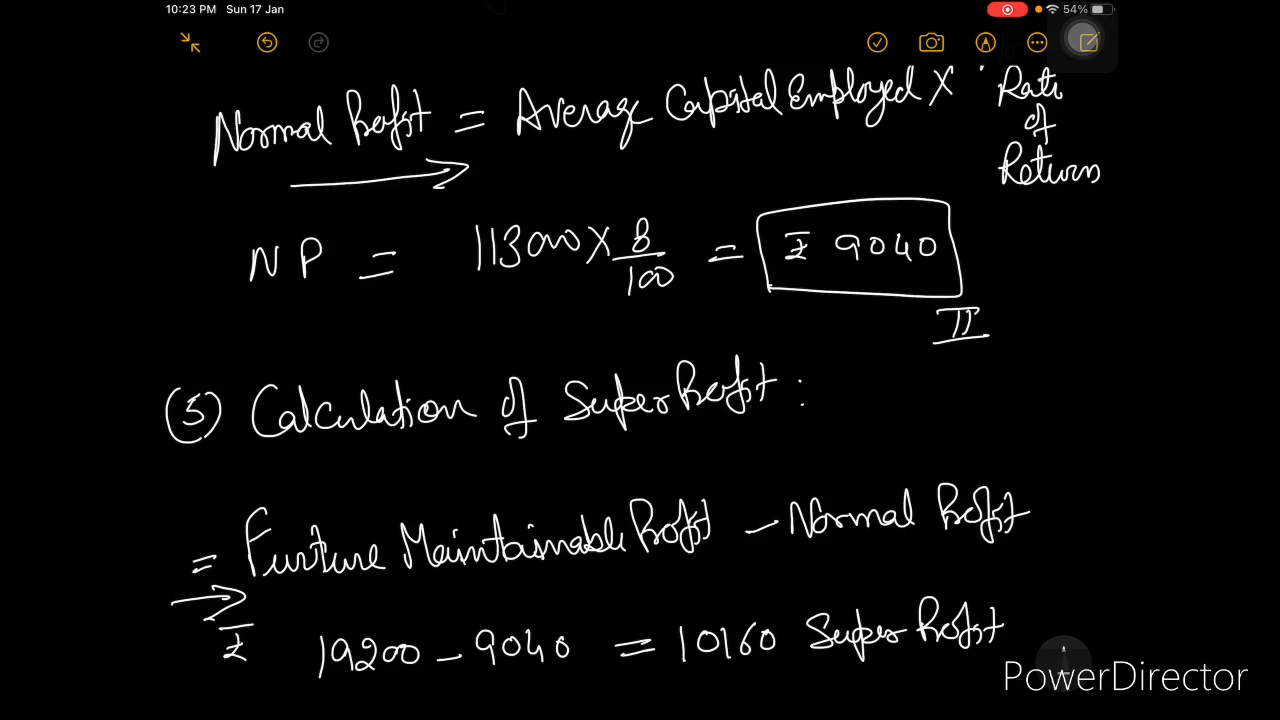 10:23 PM Sun 17 Jan 54%
Normal Profit = Average Capital Employed X Rate
of
Return
NP = 113000 X 8/100 = ₹ 9040
II
(5) Calculation of Super Profit :
= Furture Maintainable Profit - Normal Profit
₹ 19200 - 9040 = 10160 Super Profit
PowerDirector